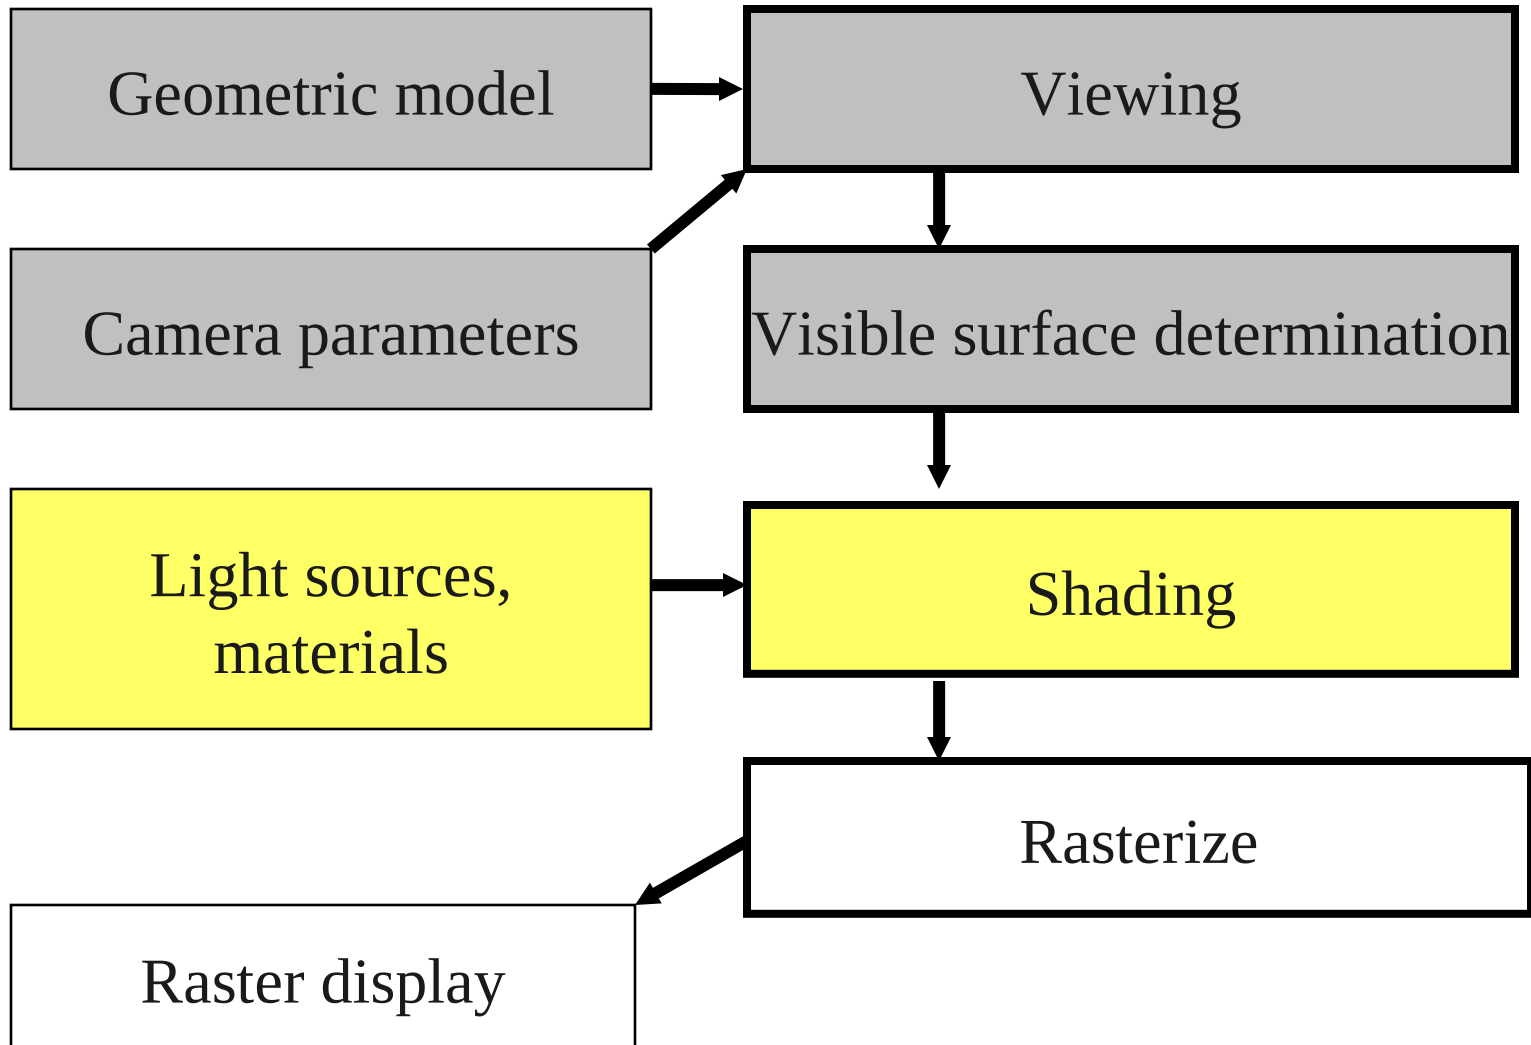 Geometric model
Viewing
Camera parameters
Visible surface determination
Light sources,
materials
Shading
Rasterize
Raster display